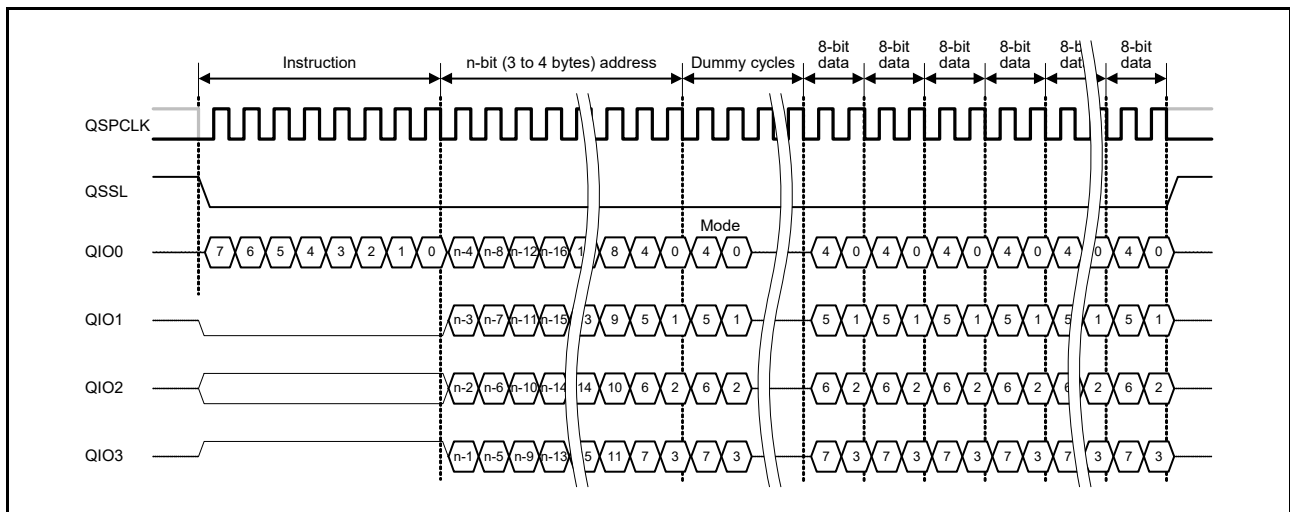 8-bit data 8-bit data 8-bit data 8-bit data 8-b data 8-bit data
Instruction n-bit (3 to 4 bytes) address Dummy cycles
QSPCLK
QSSL
Mode
QIO0 7 6 5 4 3 2 1 0 n-4 n-8 n-12 n-16 1 8 4 0 4 0 4 0 4 0 4 0 4 0 4 0 4 0
QIO1 n-3 n-7 n-11 n-15 3 9 5 1 5 1 5 1 5 1 5 1 5 1 5 1 5 1
QIO2 n-2 n-6 n-10 n-14 14 10 6 2 6 2 6 2 6 2 6 2 6 2 6 2 6 2
QIO3 n-1 n-5 n-9 n-13 5 11 7 3 7 3 7 3 7 3 7 3 7 3 7 3 7 3